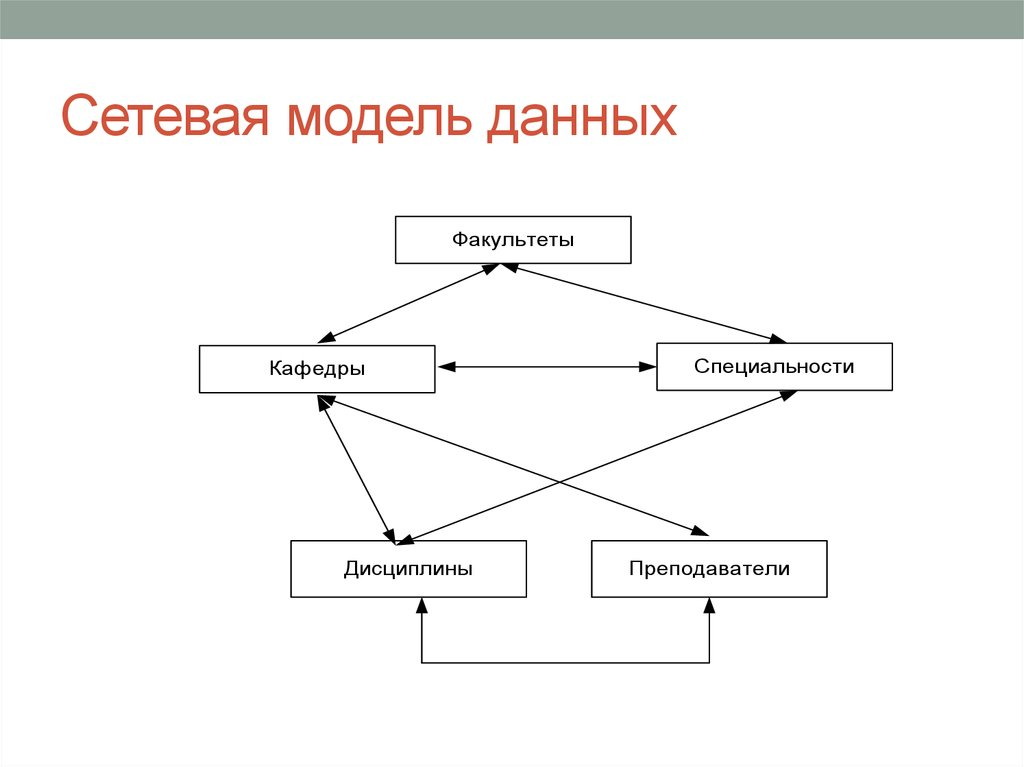 Сетевая модель данных
Факультеты
Кафедры
Специальности
Дисциплины
Преподаватели